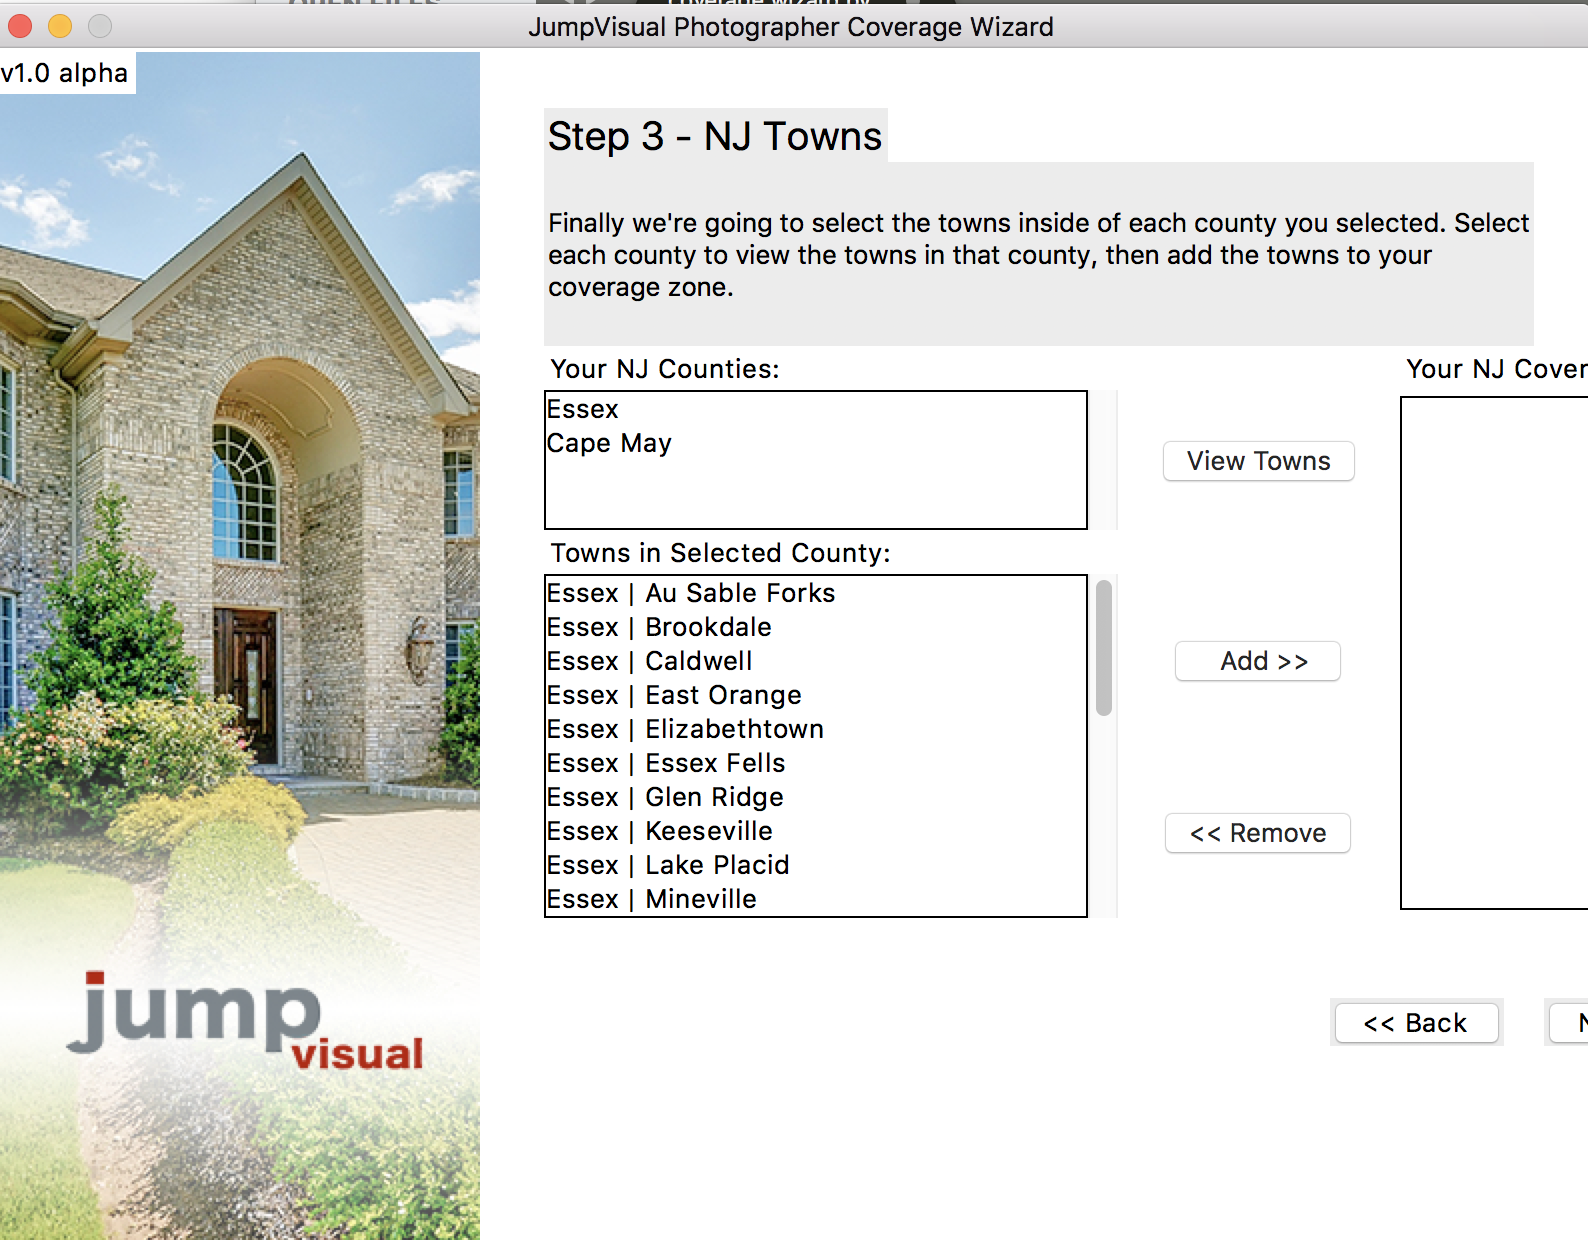 JumpVisual Photographer Coverage Wizard
v1.0 alpha
Step 3 - NJ Towns
Finally we're going to select the towns inside of each county you selected. Select
each county to view the towns in that county, then add the towns to your
coverage zone.
Your NJ Counties:
Your NJ Cover
Essex
Cape May
View Towns
Towns in Selected County:
Essex | Au Sable Forks
Essex | Brookdale
Essex | Caldwell
Essex | East Orange
Essex | Elizabethtown
Essex | Essex Fells
Essex | Glen Ridge
Essex | Keeseville
Essex | Lake Placid
Essex | Mineville
Add >>
<< Remove
<< Back
N
jump
visual